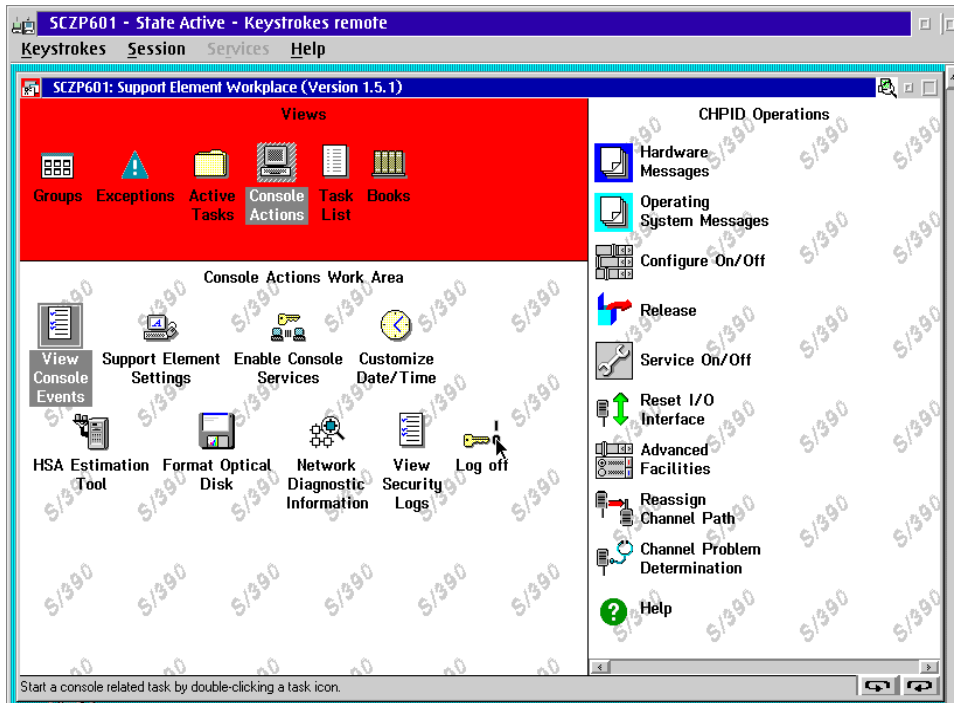 SCZP601 - State Active - Keystrokes remote
Keystrokes Session Services Help
SCZP601: Support Element Workplace (Version 1.5.1)
Views
Groups Exceptions Active Tasks Console Actions Task List Books
Console Actions Work Area
View Console Events
Support Element Settings
Enable Console Services
Customize Date/Time
HSA Estimation Tool
Format Optical Disk
Network Diagnostic Information
View Security Logs
Log off
CHPID Operations
Hardware Messages
Operating System Messages
Configure On/Off
Release
Service On/Off
Reset I/O Interface
Advanced Facilities
Reassign Channel Path
Channel Problem Determination
Help
S/390
Start a console related task by double-clicking a task icon.